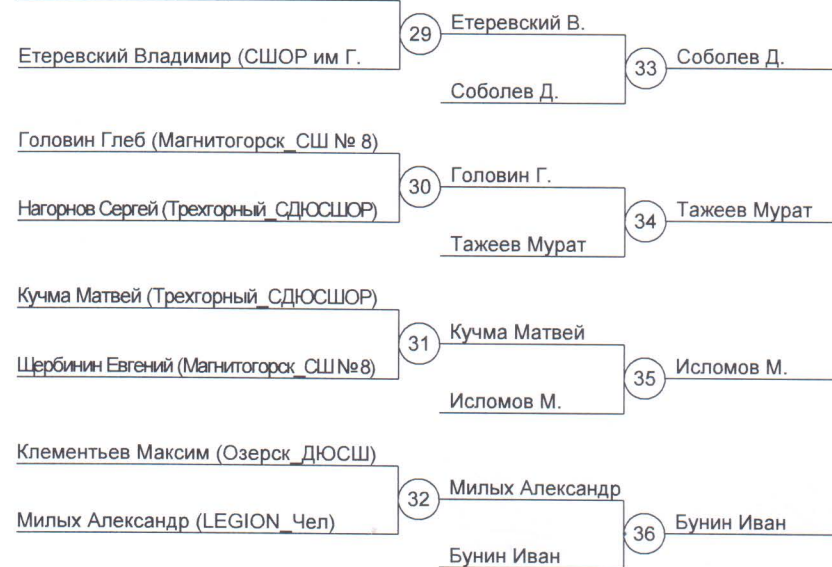 29
Етеревский В.
Етеревский Владимир (СШОР им Г.
33
Соболев Д.
Соболев Д.
Головин Глеб (Магнитогорск_СШ № 8)
30
Головин Г.
Нагорнов Сергей (Трехгорный_СДЮСШОР)
34
Тажеев Мурат
Тажеев Мурат
Кучма Матвей (Трехгорный_СДЮСШОР)
31
Кучма Матвей
Щербинин Евгений (Магнитогорск_СШ №8)
35
Исломов М.
Исломов М.
Клементьев Максим (Озерск_ДЮСШ)
32
Милых Александр
Милых Александр (LEGION_Чел)
36
Бунин Иван
Бунин Иван